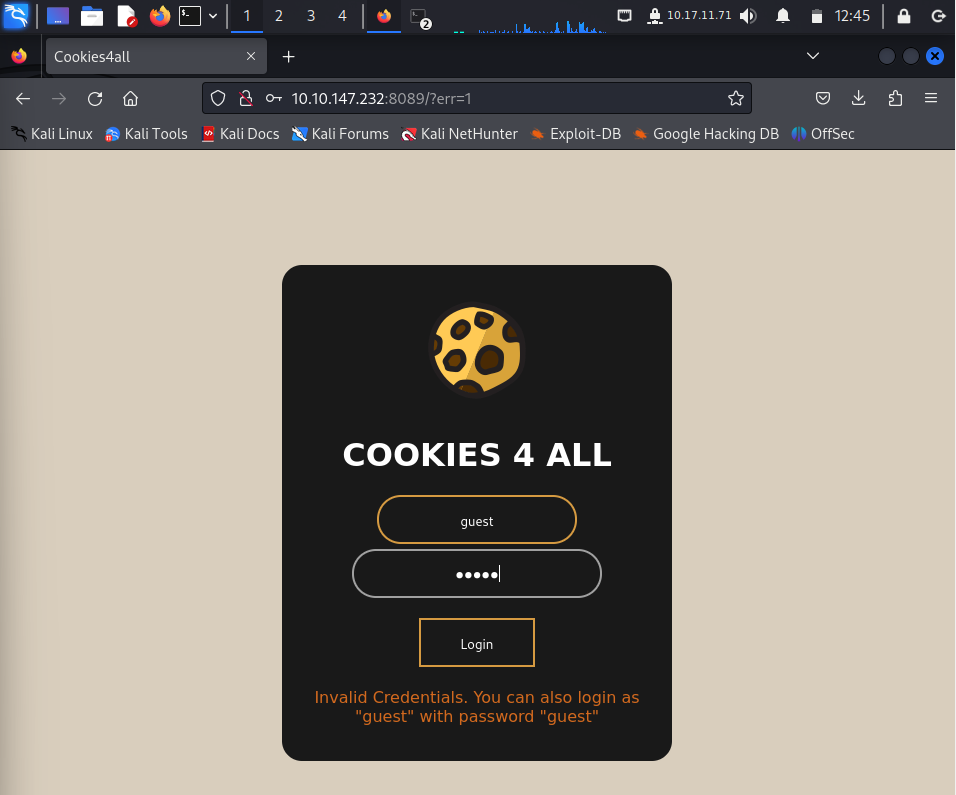 1 2 3 4 2 10.17.11.71 12:45
Cookies4all
10.10.147.232:8089/?err=1
Kali Linux Kali Tools Kali Docs Kali Forums Kali NetHunter Exploit-DB Google Hacking DB OffSec
COOKIES 4 ALL
guest
•••••
Login
Invalid Credentials. You can also login as
"guest" with password "guest"